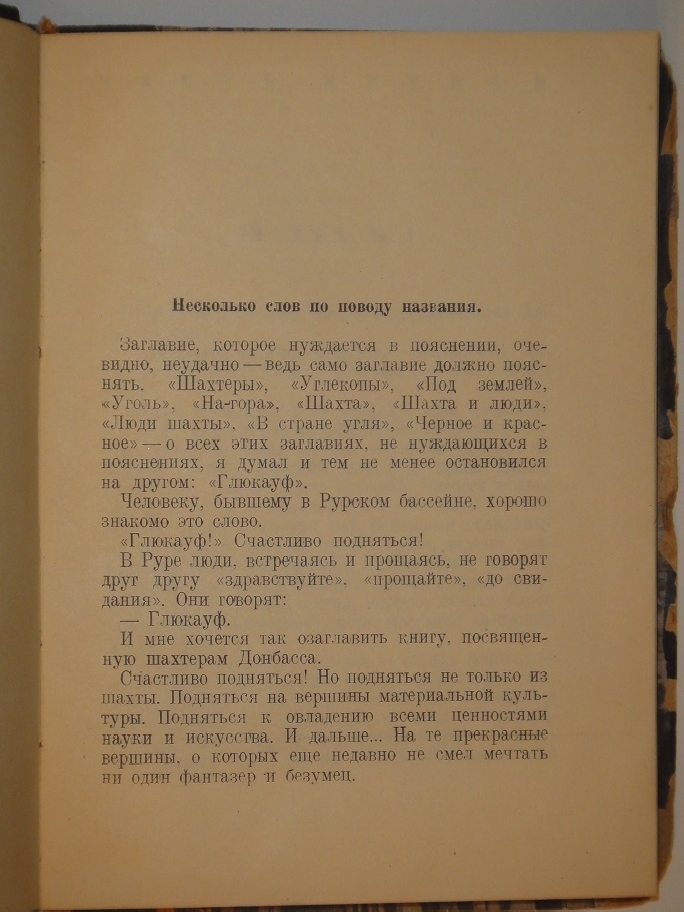 Несколько слов по поводу названия.
Заглавие, которое нуждается в пояснении, оче-
видно, неудачно — ведь само заглавие должно пояс-
нять. «Шахтеры», «Углекопы», «Под землей»,
«Уголь», «На-гора», «Шахта», «Шахта и люди»,
«Люди шахты», «В стране угля», «Черное и крас-
ное» — о всех этих заглавиях, не нуждающихся в
пояснениях, я думал и тем не менее остановился
на другом: «Глюкауф».
Человеку, бывшему в Рурском бассейне, хорошо
знакомо это слово.
«Глюкауф!» Счастливо подняться!
В Руре люди, встречаясь и прощаясь, не говорят
друг другу «здравствуйте», «прощайте», «до сви-
дания». Они говорят:
— Глюкауф.
И мне хочется так озаглавить книгу, посвящен-
ную шахтерам Донбасса.
Счастливо подняться! Но подняться не только из
шахты. Подняться на вершины материальной куль-
туры. Подняться к овладению всеми ценностями
науки и искусства. И дальше... На те прекрасные
вершины, о которых еще недавно не смел мечтать
ни один фантазер и безумец.